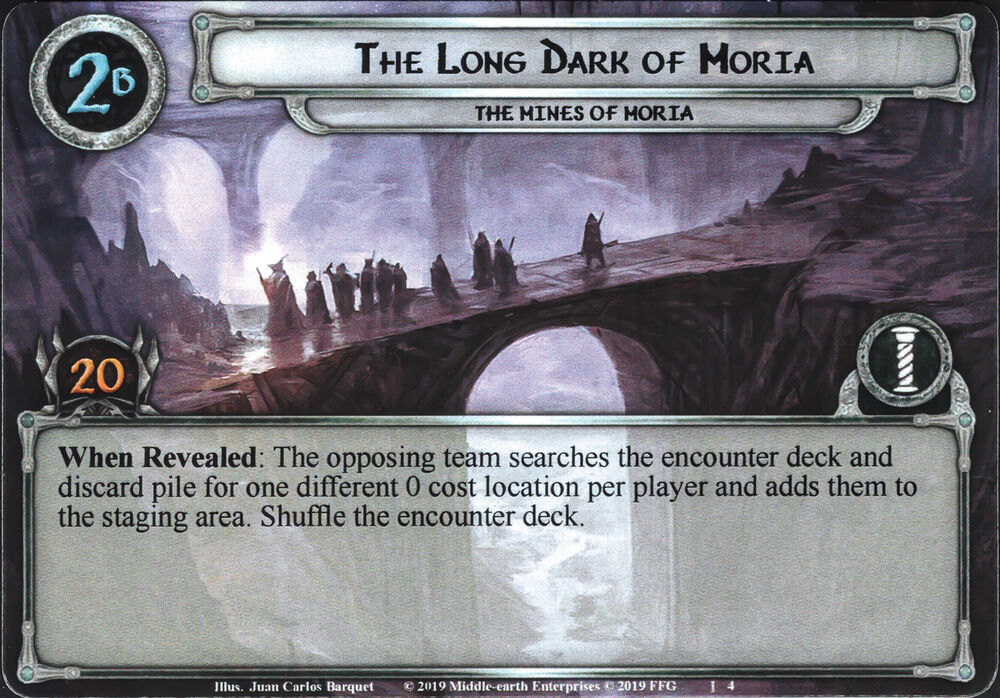 2B
THE LONG DARK OF MORIA
THE MINES OF MORIA
20
When Revealed: The opposing team searches the encounter deck and
discard pile for one different 0 cost location per player and adds them to
the staging area. Shuffle the encounter deck.
Illus. Juan Carlos Barquet © 2019 Middle-earth Enterprises © 2019 FFG 4